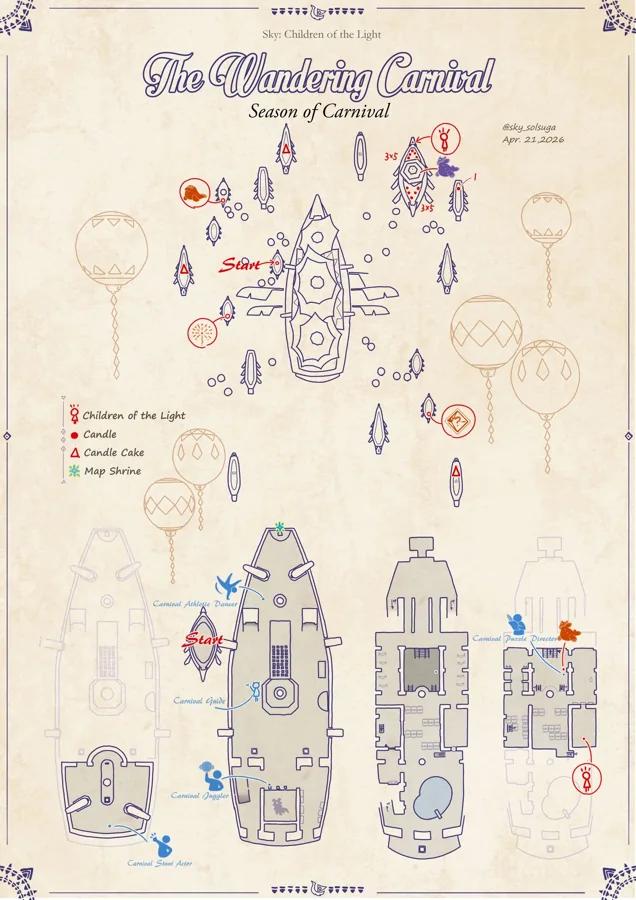 Sky: Children of the Light
The Wandering Carnival
Season of Carnival
@sky_solsuga
Apr. 21,2026
3x5
1
3x5
Start
?
Children of the Light
Candle
Candle Cake
Map Shrine
Carnival Athletic Dancer
Start
Carnival Puzzle Director
Carnival Guide
Carnival Juggler
Carnival Stunt Actor